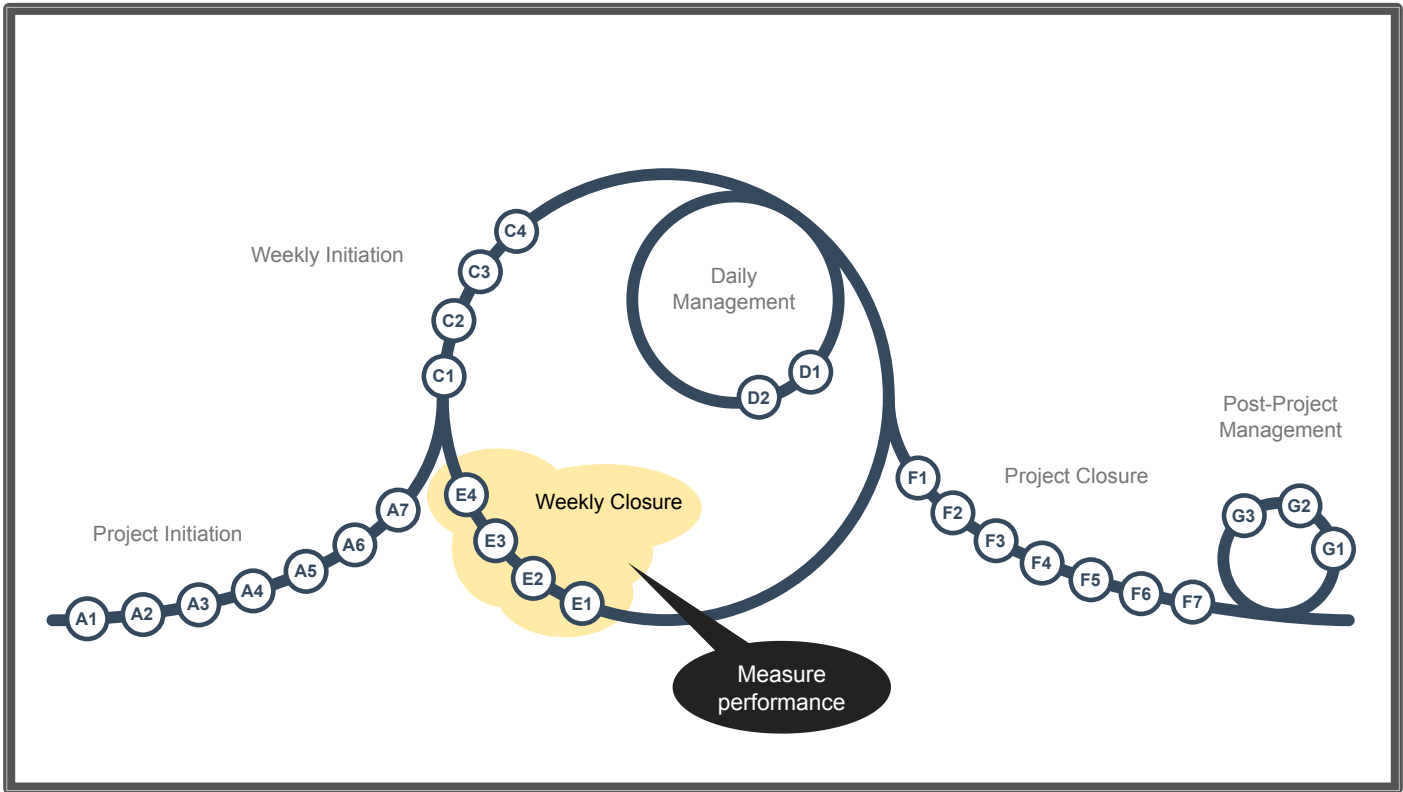 C4
Weekly Initiation
C3
Daily
Management
C2
C1
D1
D2
Post-Project
Management
F1
Project Closure
E4
Weekly Closure
A7
F2
G3
G2
Project Initiation
A6
E3
F3
G1
A5
E2
F4
F5
A4
F6
A3
E1
F7
A2
A1
Measure
performance